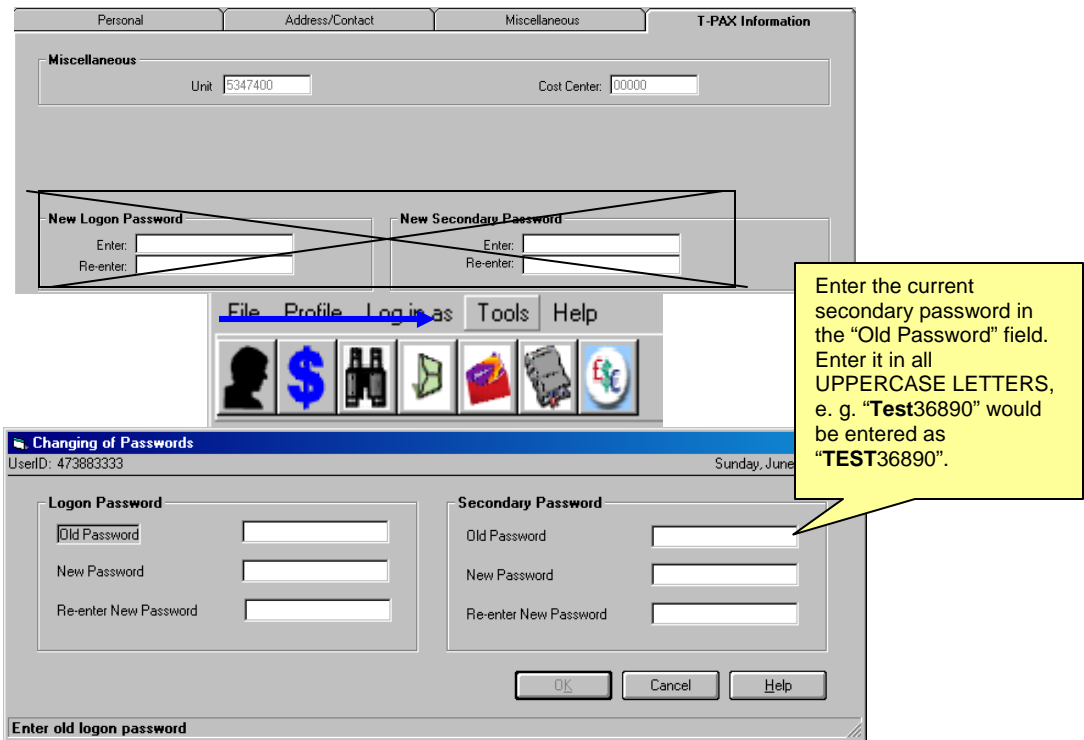 Personal Address/Contact Miscellaneous T-PAX Information
Miscellaneous
Unit 5347400 Cost Center: 00000
New Logon Password New Secondary Password
Enter: Enter:
Re-enter: Re-enter:
File Profile Log in as Tools Help
Enter the current
secondary password in
the “Old Password” field.
Enter it in all
UPPERCASE LETTERS,
e. g. “Test36890” would
be entered as
“TEST36890”.
Changing of Passwords
UserID: 473883333 Sunday, June
Logon Password Secondary Password
Old Password Old Password
New Password New Password
Re-enter New Password Re-enter New Password
OK Cancel Help
Enter old logon password